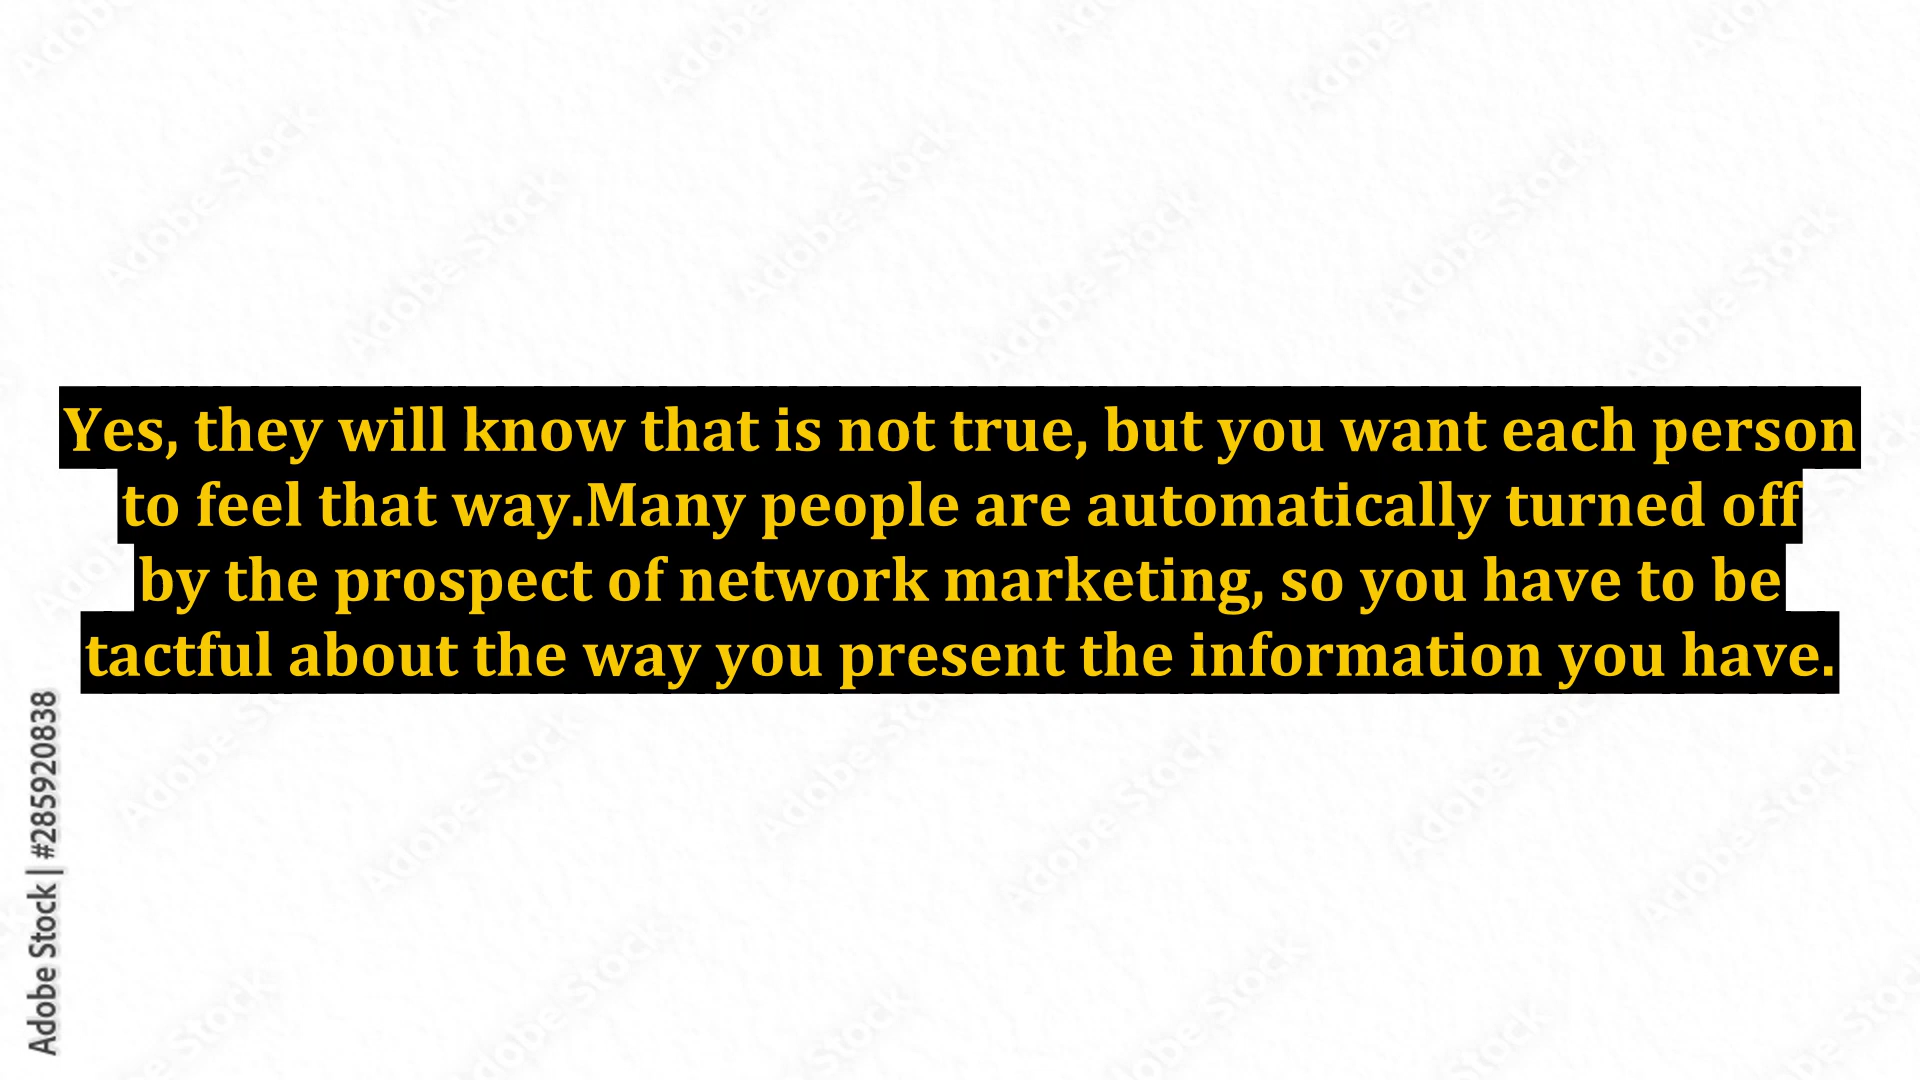 Yes, they will know that is not true, but you want each person
to feel that way.Many people are automatically turned off
by the prospect of network marketing, so you have to be
tactful about the way you present the information you have.
Adobe Stock | #285920838